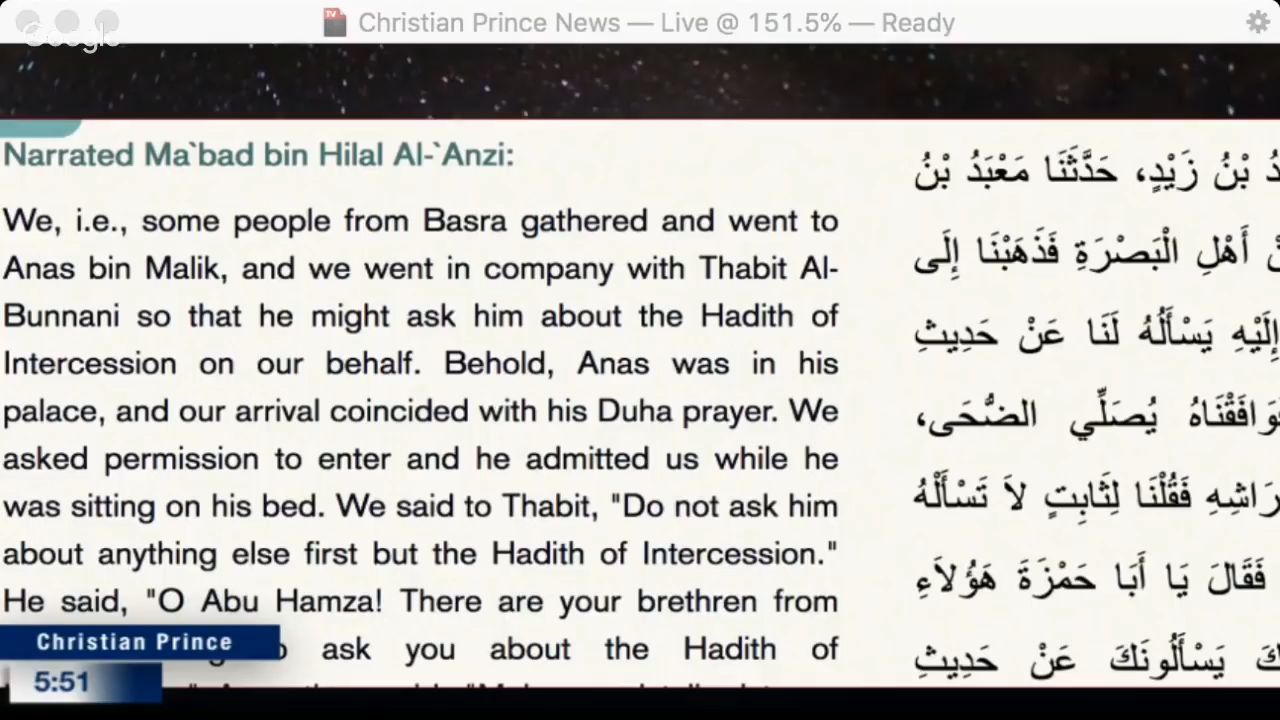 Google
TV
Christian Prince News — Live @ 151.5% — Ready
Narrated Ma`bad bin Hilal Al-`Anzi:
We, i.e., some people from Basra gathered and went to
Anas bin Malik, and we went in company with Thabit Al-
Bunnani so that he might ask him about the Hadith of
Intercession on our behalf. Behold, Anas was in his
palace, and our arrival coincided with his Duha prayer. We
asked permission to enter and he admitted us while he
was sitting on his bed. We said to Thabit, "Do not ask him
about anything else first but the Hadith of Intercession."
He said, "O Abu Hamza! There are your brethren from
ask you about the Hadith of
بْنُ زَيْدٍ، حَدَّثَنَا مَعْبَدُ بْنُ
أَهْلِ الْبَصْرَةِ فَذَهَبْنَا إِلَى
إِلَيْهِ يَسْأَلُهُ لَنَا عَنْ حَدِيثِ
يُصَلِّي الضُّحَى،
فَقُلْنَا لِثَابِتٍ لاَ تَسْأَلْهُ
فَقَالَ يَا أَبَا حَمْزَةَ هَؤُلاَءِ
يَسْأَلُونَكَ عَنْ حَدِيثِ
Christian Prince
5:51